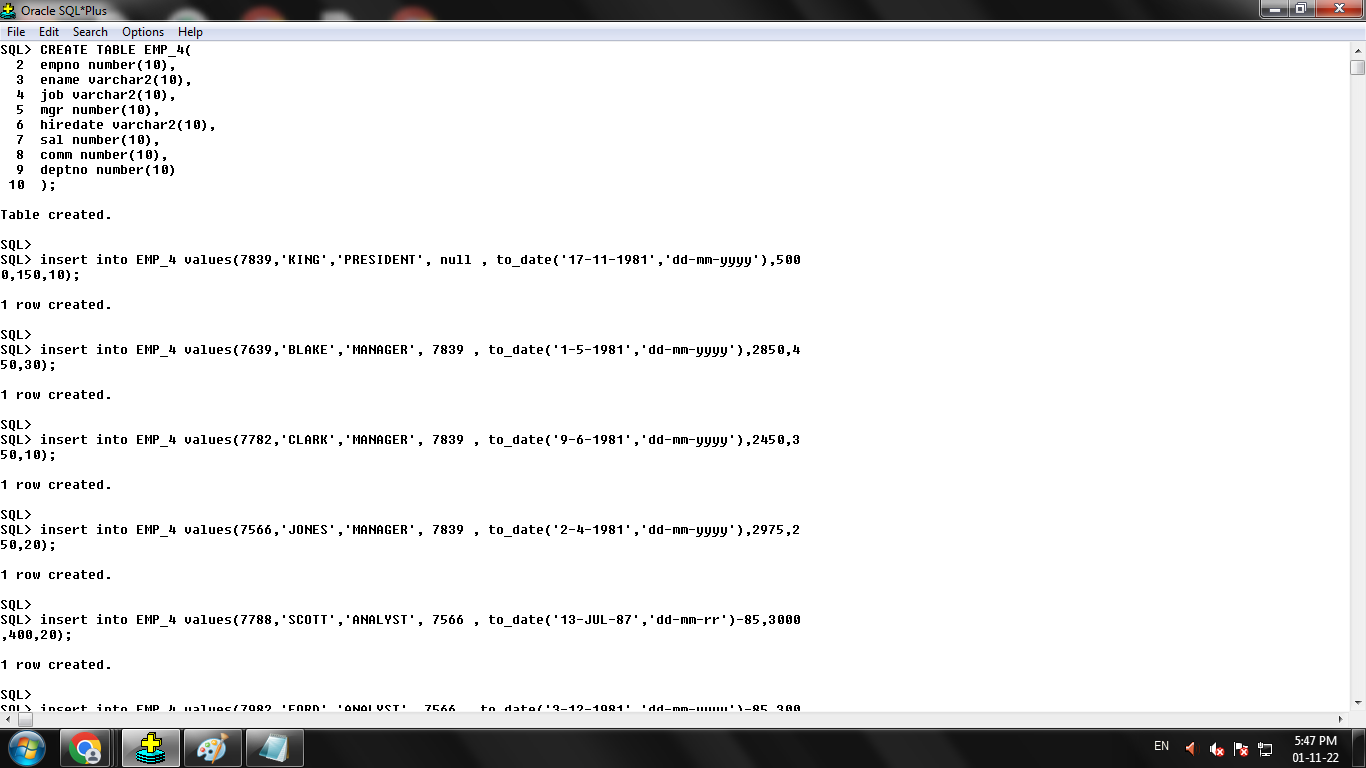 Oracle SQL*Plus
File Edit Search Options Help
SQL> CREATE TABLE EMP_4(
  2  empno number(10),
  3  ename varchar2(10),
  4  job varchar2(10),
  5  mgr number(10),
  6  hiredate varchar2(10),
  7  sal number(10),
  8  comm number(10),
  9  deptno number(10)
 10  );
Table created.
SQL>
SQL> insert into EMP_4 values(7839,'KING','PRESIDENT', null , to_date('17-11-1981','dd-mm-yyyy'),500
0,150,10);
1 row created.
SQL>
SQL> insert into EMP_4 values(7639,'BLAKE','MANAGER', 7839 , to_date('1-5-1981','dd-mm-yyyy'),2850,4
50,30);
1 row created.
SQL>
SQL> insert into EMP_4 values(7782,'CLARK','MANAGER', 7839 , to_date('9-6-1981','dd-mm-yyyy'),2450,3
50,10);
1 row created.
SQL>
SQL> insert into EMP_4 values(7566,'JONES','MANAGER', 7839 , to_date('2-4-1981','dd-mm-yyyy'),2975,2
50,20);
1 row created.
SQL>
SQL> insert into EMP_4 values(7788,'SCOTT','ANALYST', 7566 , to_date('13-JUL-87','dd-mm-rr')-85,3000
,400,20);
1 row created.
SQL>
SQL> insert into EMP_4 values(7982,'FORD','ANALYST', 7566 , to_date('3-12-1981','dd-mm-yyyy')-85,300
EN
5:47 PM
01-11-22